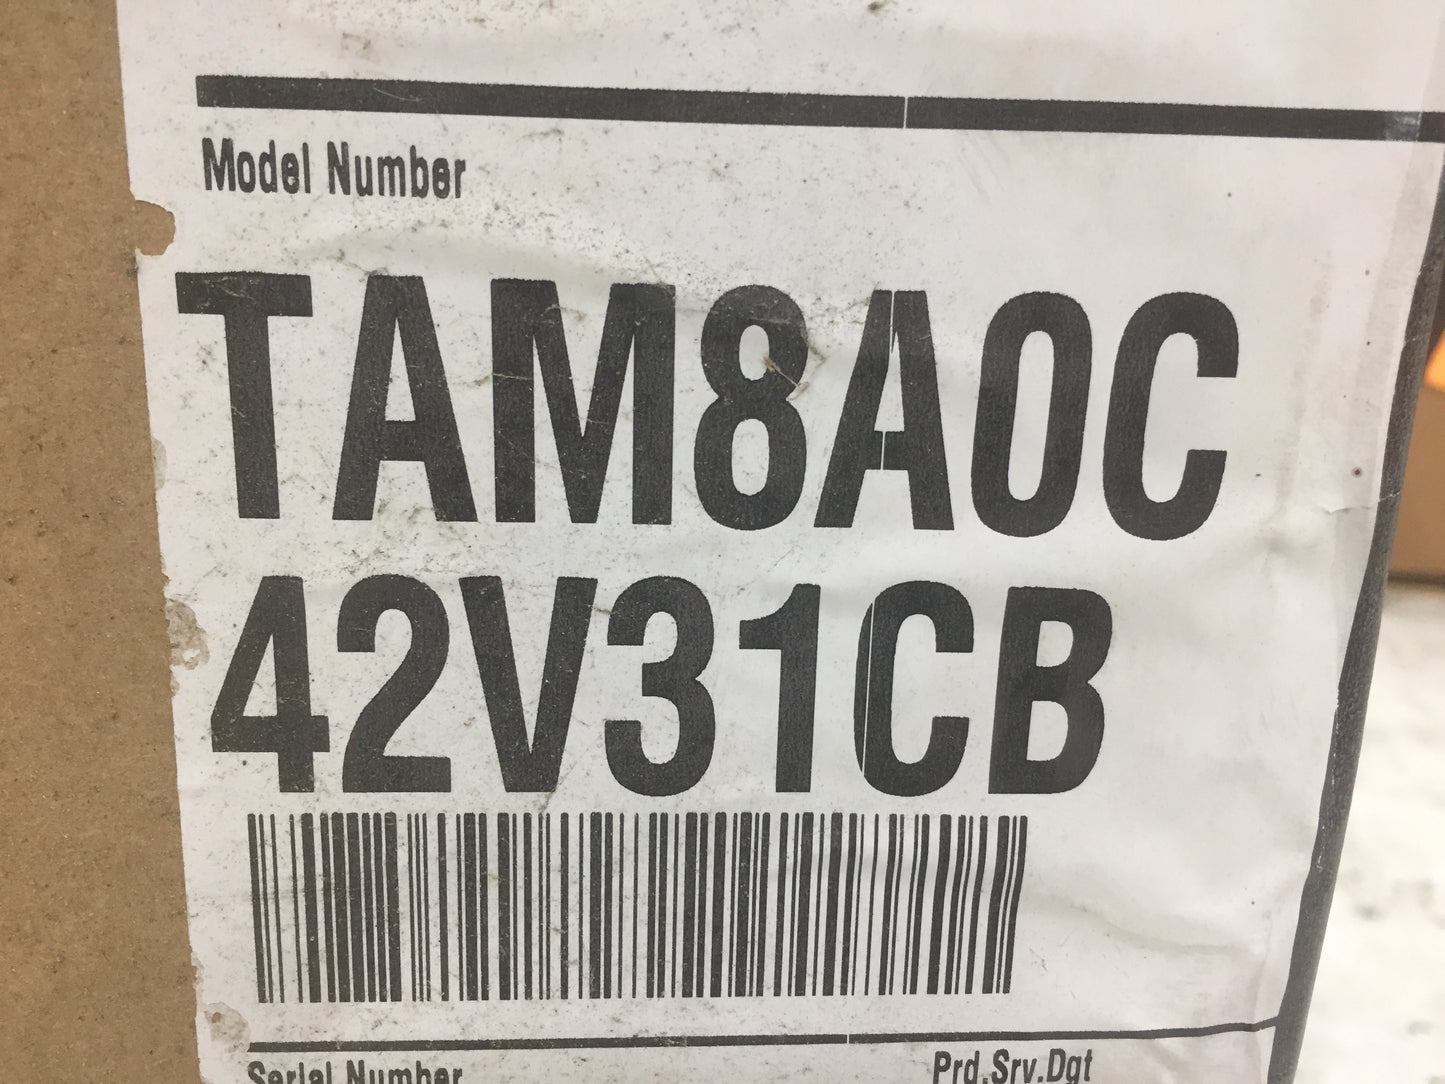 Model Number
TAM8A0C
42V31CB
Serial Number
Prd.Srv.Dgt